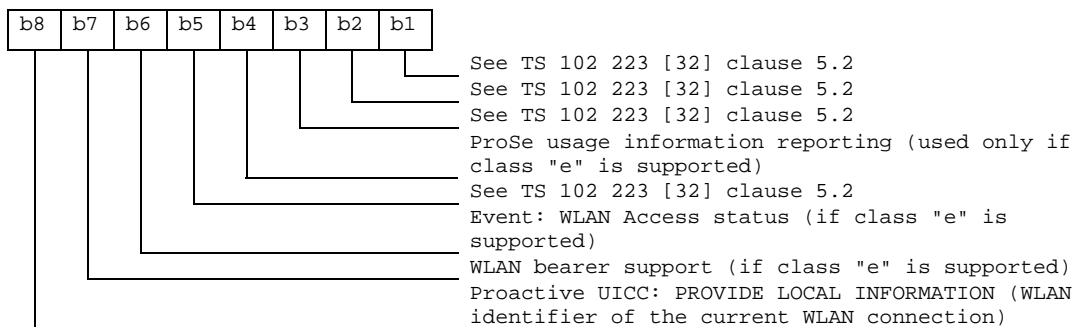 b8 b7 b6 b5 b4 b3 b2 b1
See TS 102 223 [32] clause 5.2
See TS 102 223 [32] clause 5.2
See TS 102 223 [32] clause 5.2
ProSe usage information reporting (used only if
class "e" is supported)
See TS 102 223 [32] clause 5.2
Event: WLAN Access status (if class "e" is
supported)
WLAN bearer support (if class "e" is supported)
Proactive UICC: PROVIDE LOCAL INFORMATION (WLAN
identifier of the current WLAN connection)